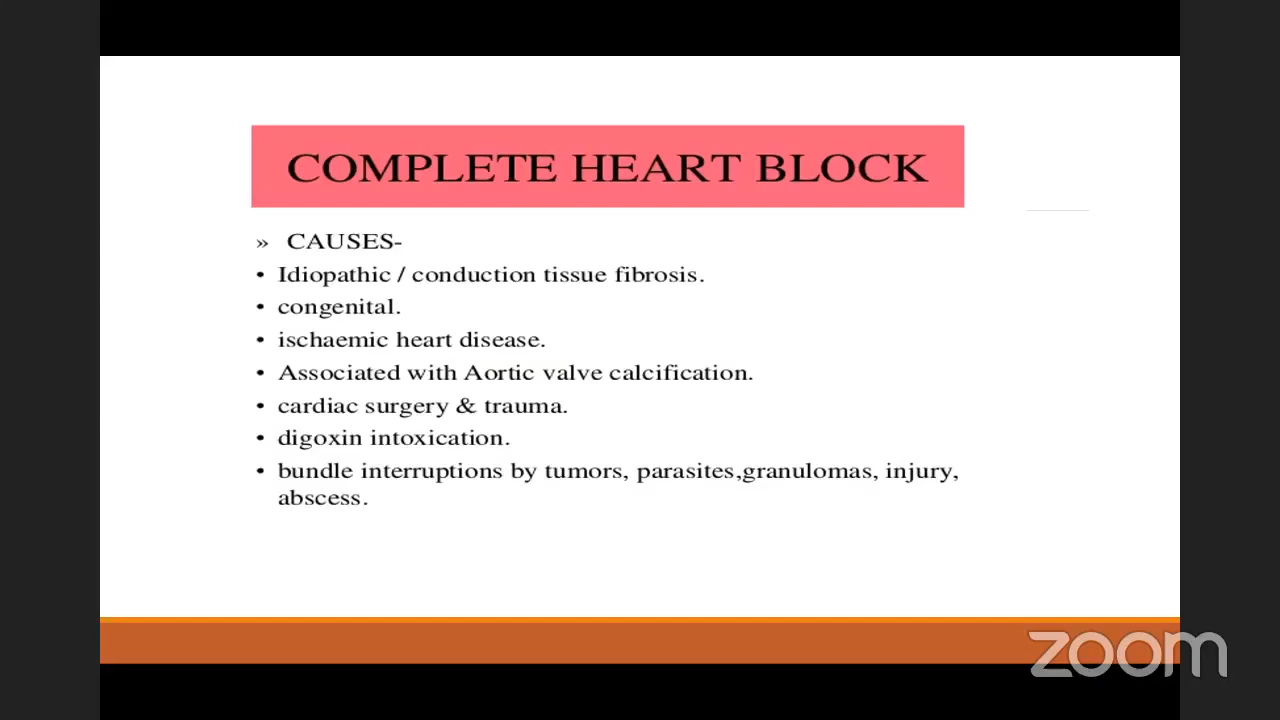 COMPLETE HEART BLOCK
» CAUSES-
• Idiopathic / conduction tissue fibrosis.
• congenital.
• ischaemic heart disease.
• Associated with Aortic valve calcification.
• cardiac surgery & trauma.
• digoxin intoxication.
• bundle interruptions by tumors, parasites,granulomas, injury,
abscess.
zoom